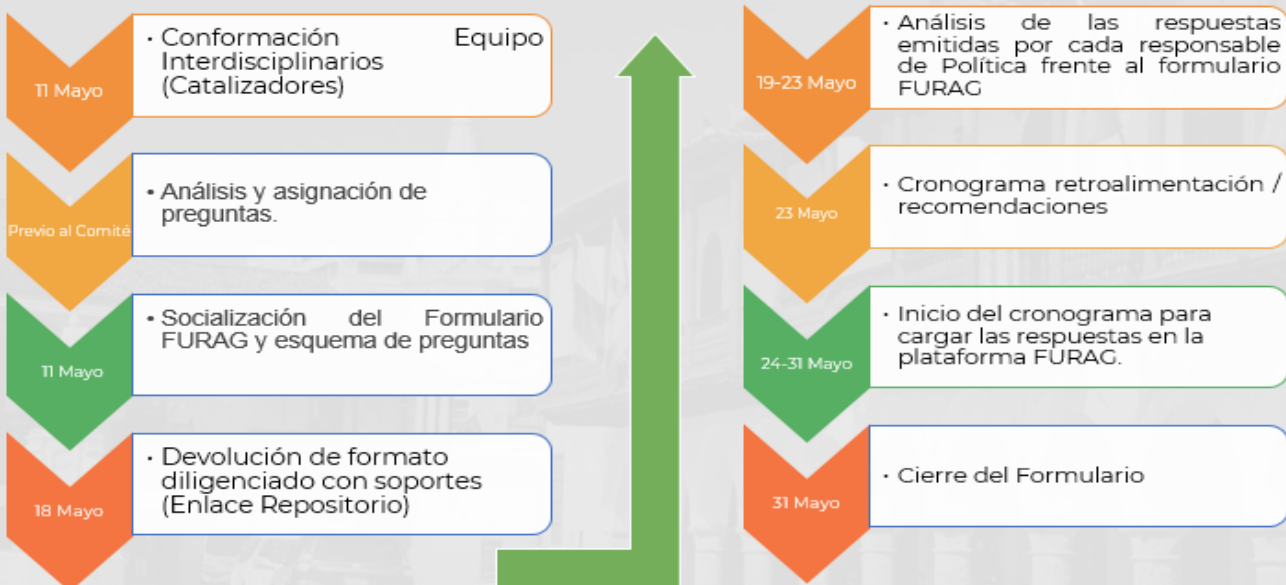 11 Mayo
· Conformación Equipo
Interdisciplinarios
(Catalizadores)
Previo al Comité
• Análisis y asignación de
preguntas.
11 Mayo
• Socialización del Formulario
FURAG y esquema de preguntas
18 Mayo
· Devolución de formato
diligenciado con soportes
(Enlace Repositorio)
19-23 Mayo
· Análisis de las respuestas
emitidas por cada responsable
de Política frente al formulario
FURAG
23 Mayo
· Cronograma retroalimentación /
recomendaciones
24-31 Mayo
· Inicio del cronograma para
cargar las respuestas en la
plataforma FURAG.
31 Mayo
· Cierre del Formulario